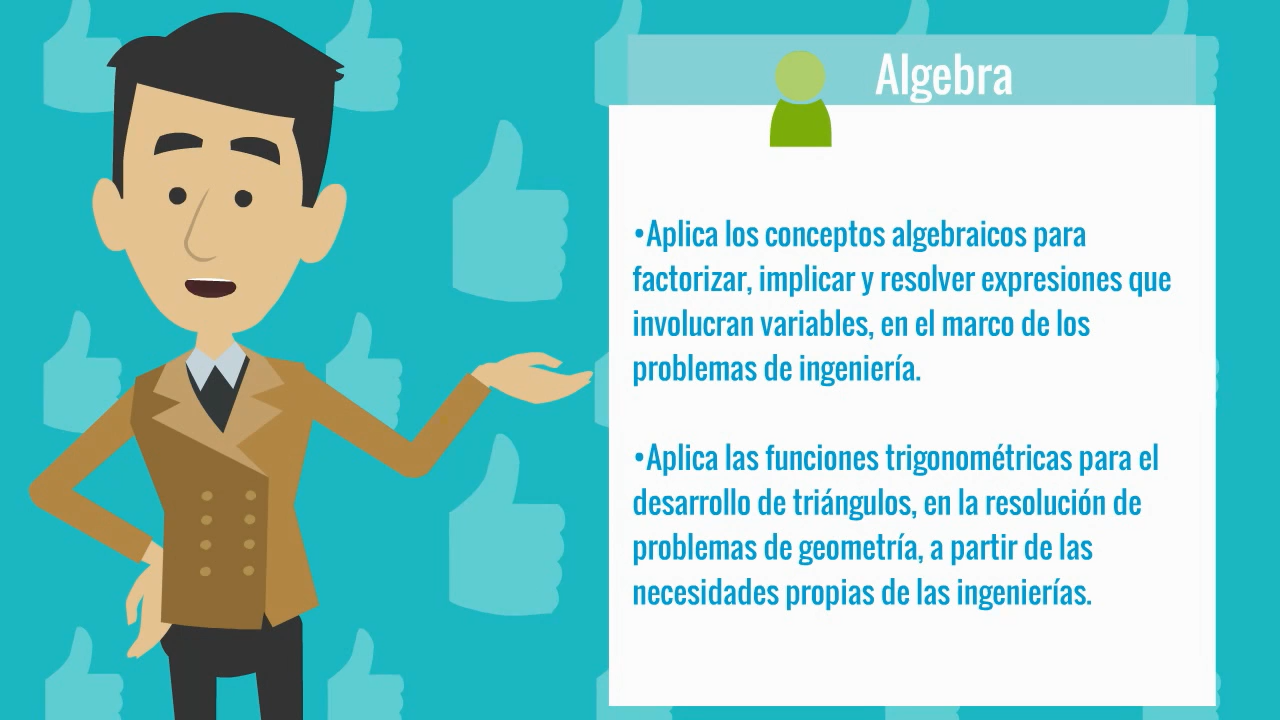 Algebra
•Aplica los conceptos algebraicos para
factorizar, implicar y resolver expresiones que
involucran variables, en el marco de los
problemas de ingeniería.
•Aplica las funciones trigonométricas para el
desarrollo de triángulos, en la resolución de
problemas de geometría, a partir de las
necesidades propias de las ingenierías.